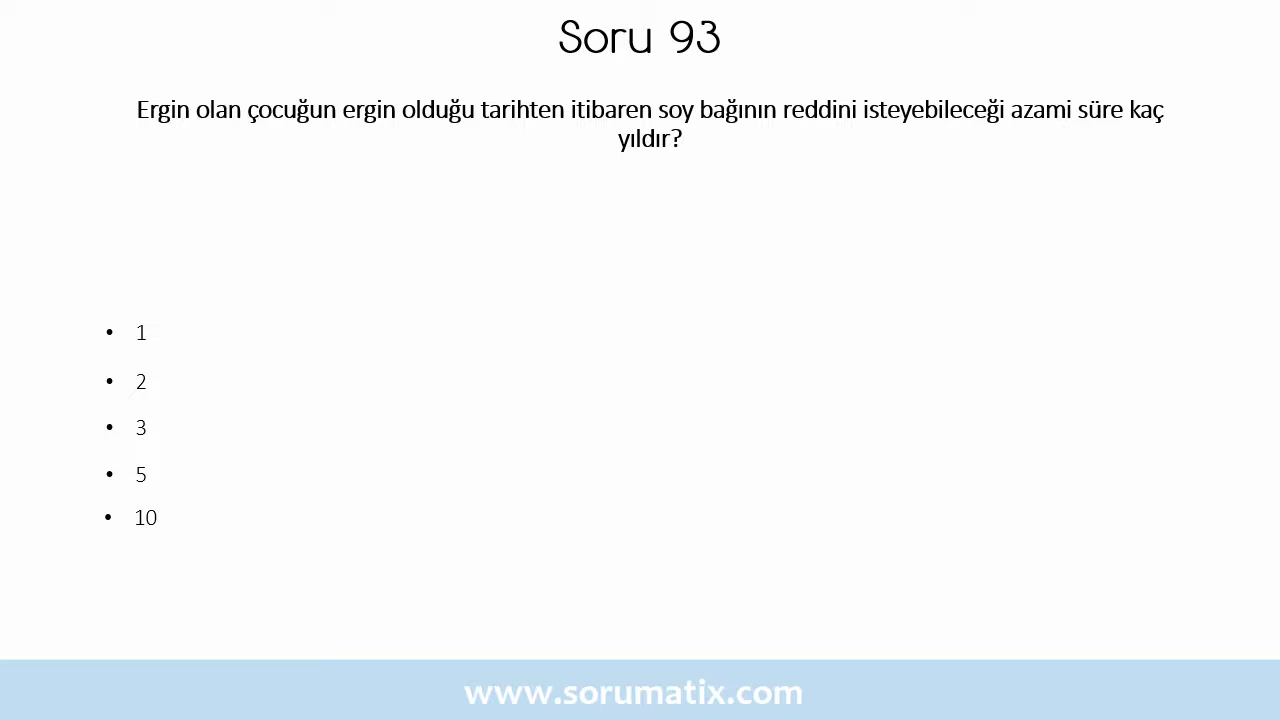 Soru 93
Ergin olan çocuğun ergin olduğu tarihten itibaren soy bağının reddini isteyebileceği azami süre kaç
yıldır?
• 1
• 2
• 3
• 5
• 10
www.sorumatix.com